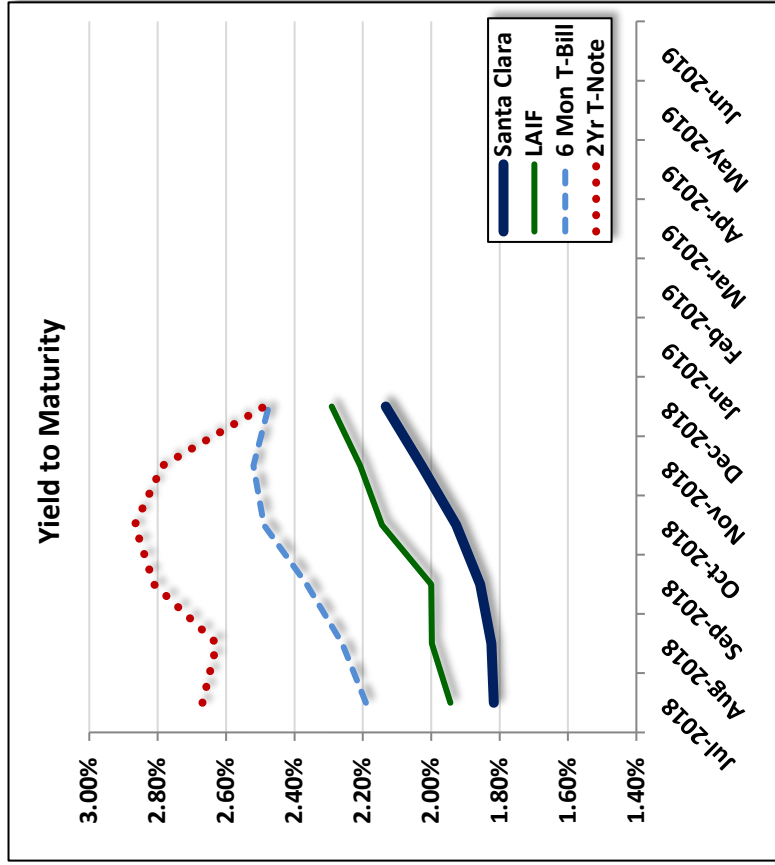 Yield to Maturity
3.00%
2.80%
2.60%
2.40%
2.20%
2.00%
1.80%
1.60%
1.40%
Jul-2018
Aug-2018
Sep-2018
Oct-2018
Nov-2018
Dec-2018
Jan-2019
Feb-2019
Mar-2019
Apr-2019
May-2019
Jun-2019
Santa Clara
LAIF
6 Mon T-Bill
2Yr T-Note